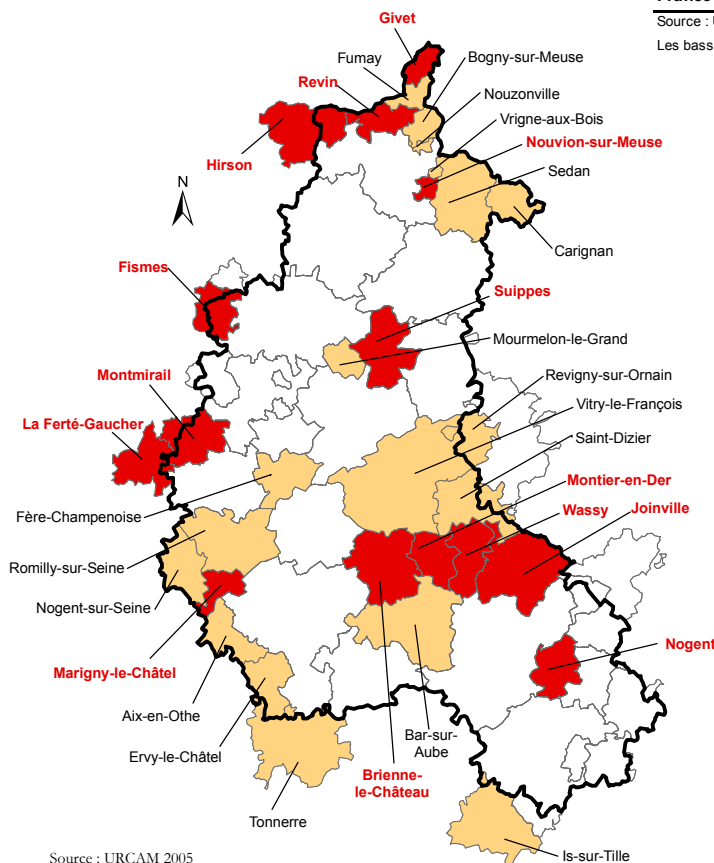 France
Source : U
Les bass
Givet
Fumay
Bogny-sur-Meuse
Revin
Nouzonville
Vrigne-aux-Bois
Nouvion-sur-Meuse
Hirson
Sedan
N
Carignan
Fismes
Suippes
Mourmelon-le-Grand
Montmirail
Revigny-sur-Ornain
Vitry-le-François
La Ferté-Gaucher
Saint-Dizier
Montier-en-Der
Fère-Champenoise
Wassy
Joinville
Romilly-sur-Seine
Nogent-sur-Seine
Nogent
Marigny-le-Châtel
Aix-en-Othe
Bar-sur-
Aube
Ervy-le-Châtel
Brienne-
le-Château
Tonnerre
Is-sur-Tille
Source : URCAM 2005